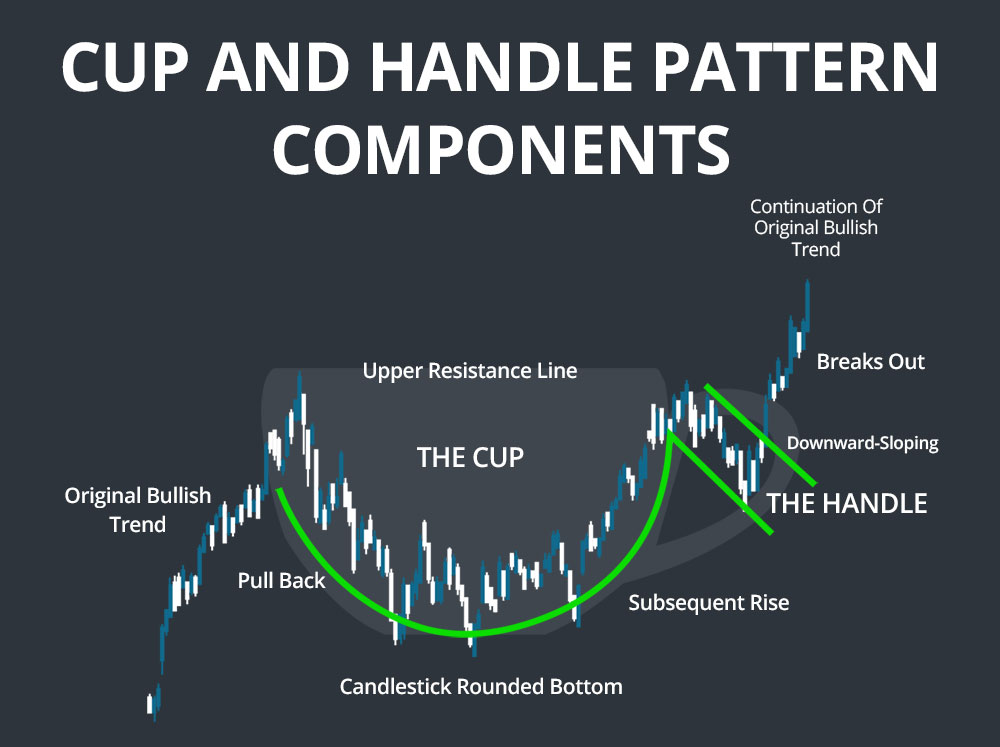 CUP AND HANDLE PATTERN
COMPONENTS
Continuation Of
Original Bullish
Trend
Upper Resistance Line
Breaks Out
THE CUP
Downward-Sloping
Original Bullish
Trend
THE HANDLE
Pull Back
Subsequent Rise
Candlestick Rounded Bottom